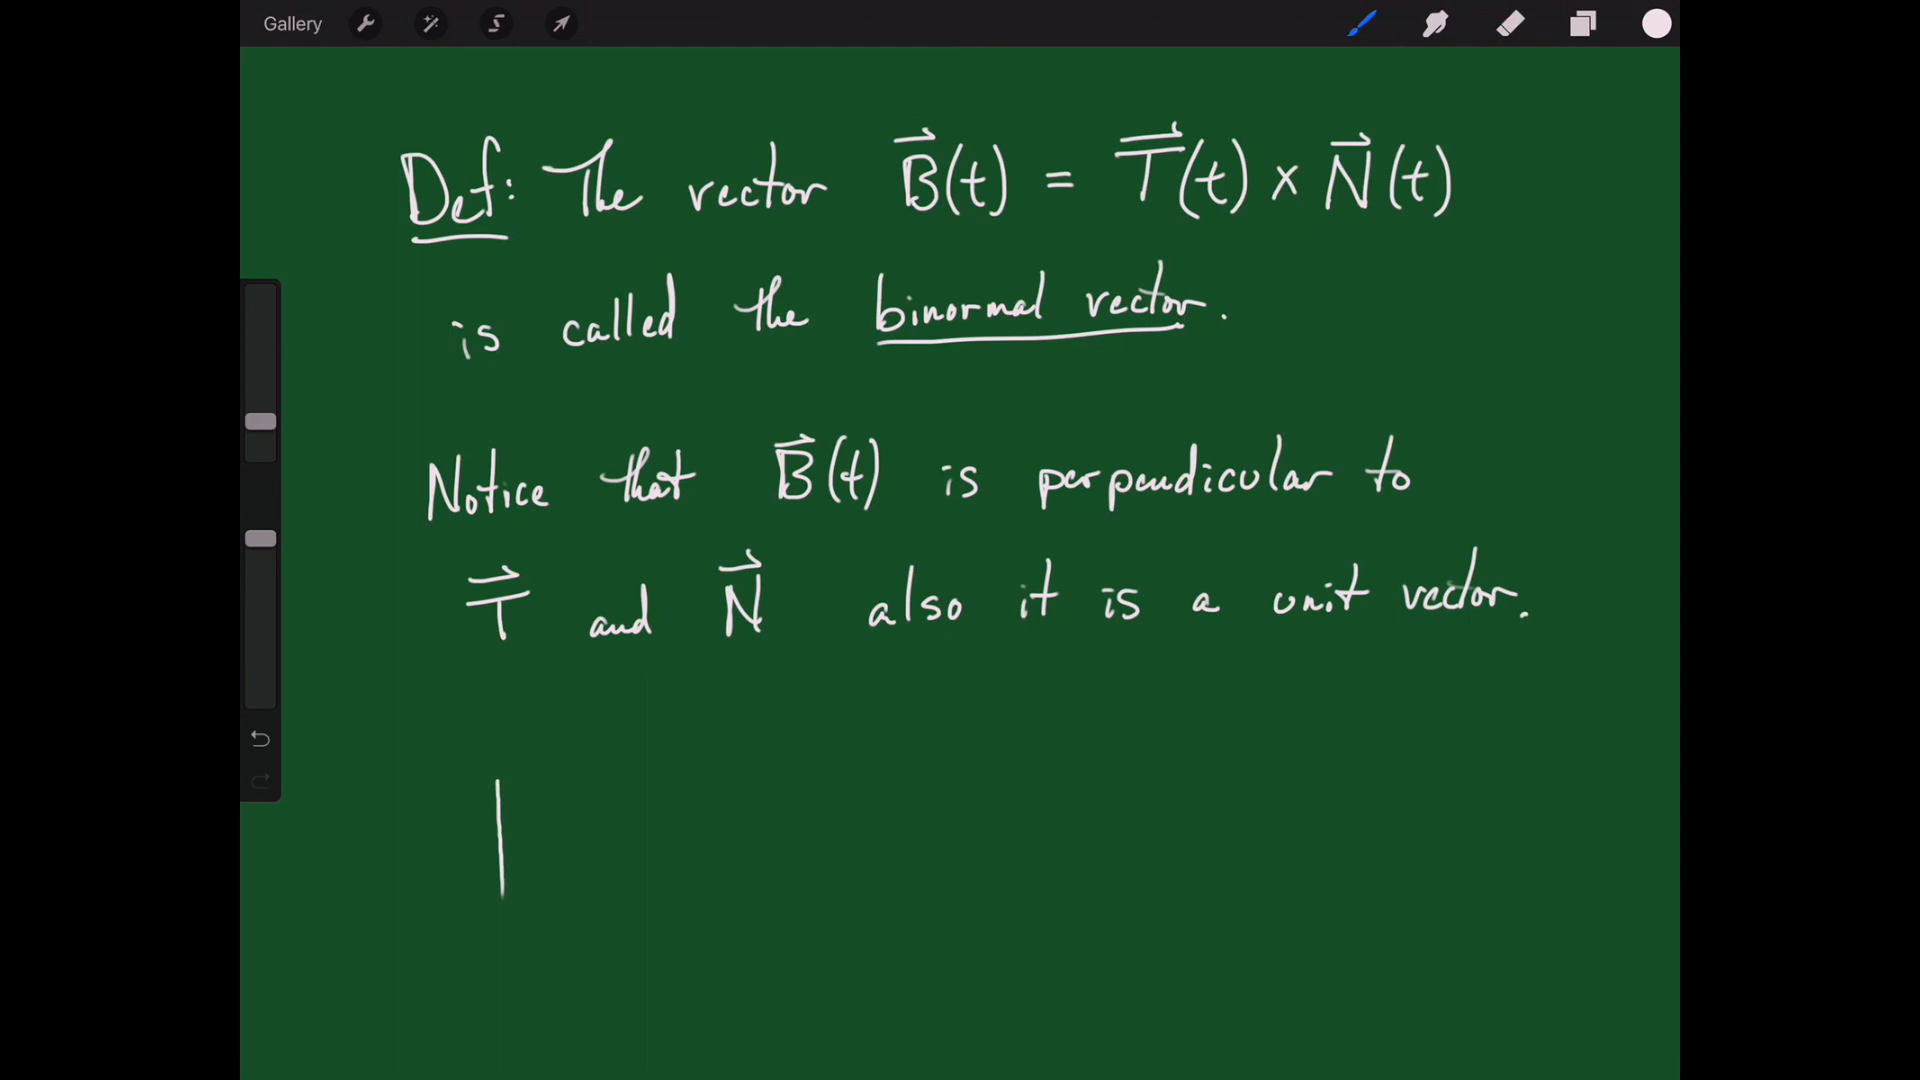 Gallery
Def: The vector B⃗(t) = T⃗(t) × N⃗(t)
is called the binormal vector.
Notice that B⃗(t) is perpendicular to
T⃗ and N⃗ also it is a unit vector.
|